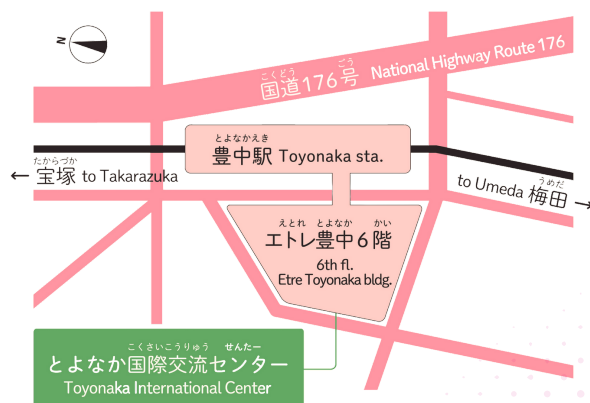 N
こくどう ごう
国道176号 National Highway Route 176
とよなかえき
豊中駅 Toyonaka sta.
たからづか
← 宝塚 to Takarazuka
うめだ
to Umeda 梅田 →
えとれ とよなか かい
エトレ豊中6階
6th fl.
Etre Toyonaka bldg.
こくさいこうりゅう せんたー
とよなか国際交流センター
Toyonaka International Center